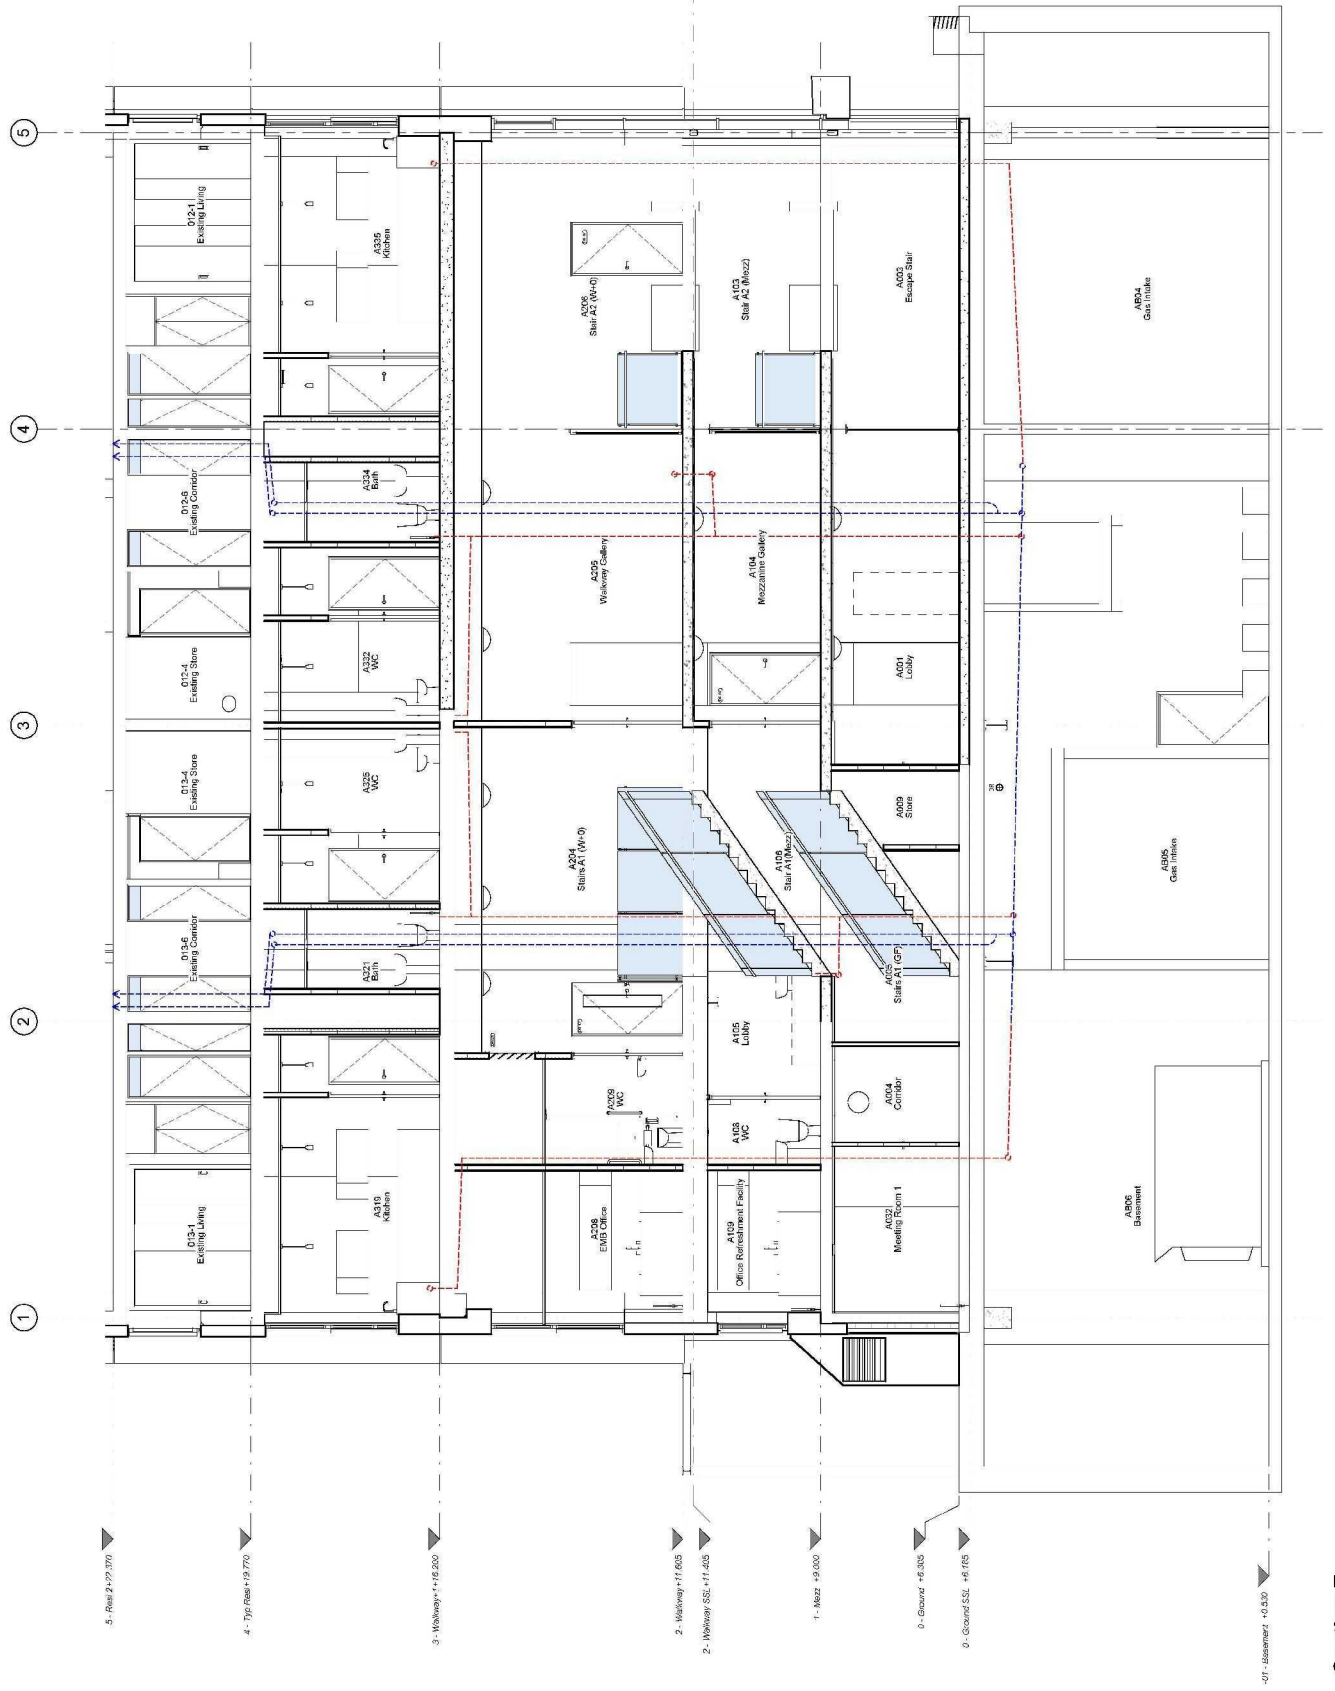 1
2
3
4
5
013-1
Existing Living
013-6
Existing Corridor
013-4
Existing Store
012-4
Existing Store
Existing Corridor
012-1
Existing Living
A319
Kitchen
A321
Bath
WC
A332
WC
A334
Bath
A335
Kitchen
A208
EMB Office
A209
WC
A204
Stairs A1 (W+0)
A205
Walkway Gallery
A206
Stair A2 (W+0)
A109
Office Refreshment Facility
WC
A105
Lobby
A106
Stair A1(Mezz)
A104
Mezzanine Gallery
A103
Stair A2 (Mezz)
A032
Meeting Room 1
A004
Corridor
A005
Stairs A1 (GF)
A009
Store
A001
Lobby
A003
Escape Stair
AB06
Basement
AB05
Gas Intake
AB04
Gas Intake
5 - Resi 2+22.370
4 - Typ Resi+19.770
3 - Walkway+1+16.200
2 - Walkway+11.605
2 - Walkway SSL +11.405
1 - Mezz +9.000
0 - Ground +6.305
0 - Ground SSL +6.185
-01 - Basement +0.530